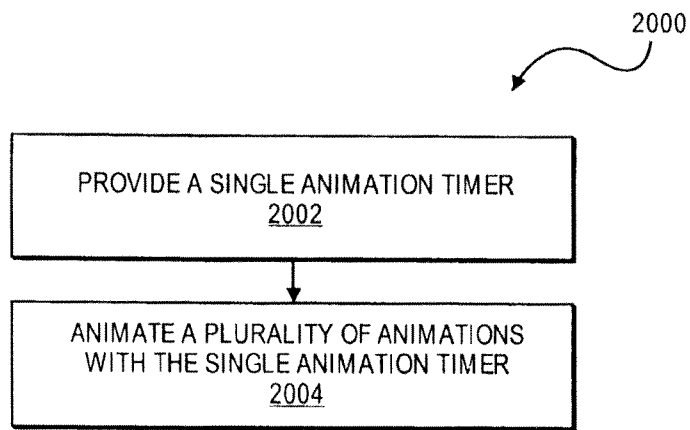 2000
PROVIDE A SINGLE ANIMATION TIMER
2002
ANIMATE A PLURALITY OF ANIMATIONS
WITH THE SINGLE ANIMATION TIMER
2004